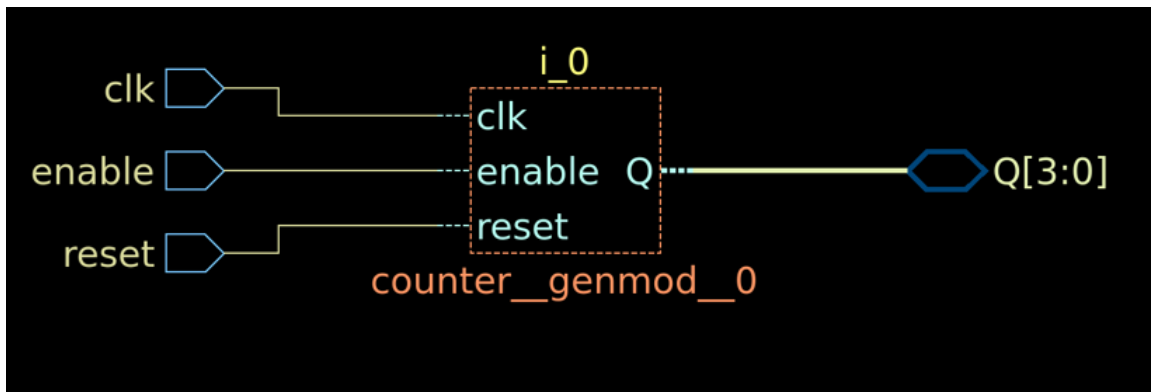 i_0
clk
clk
enable
enable Q
Q[3:0]
reset
reset
counter__genmod__0